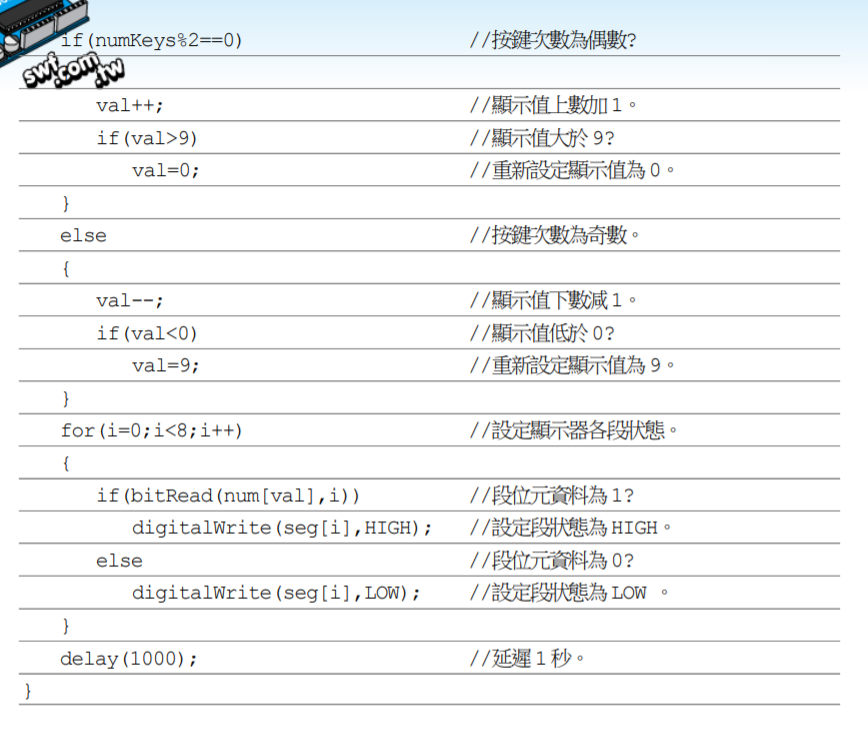 if(numKeys%2==0) //按鍵次數為偶數?
swf.com.tw
val++; //顯示值上數加 1。
if(val>9) //顯示值大於 9?
val=0; //重新設定顯示值為 0。
}
else //按鍵次數為奇數。
{
val--; //顯示值下數減 1。
if(val<0) //顯示值低於 0?
val=9; //重新設定顯示值為 9。
}
for(i=0;i<8;i++) //設定顯示器各段狀態。
{
if(bitRead(num[val],i)) //段位元資料為 1?
digitalWrite(seg[i],HIGH); //設定段狀態為 HIGH。
else //段位元資料為 0?
digitalWrite(seg[i],LOW); //設定段狀態為 LOW 。
}
delay(1000); //延遲 1 秒。
}